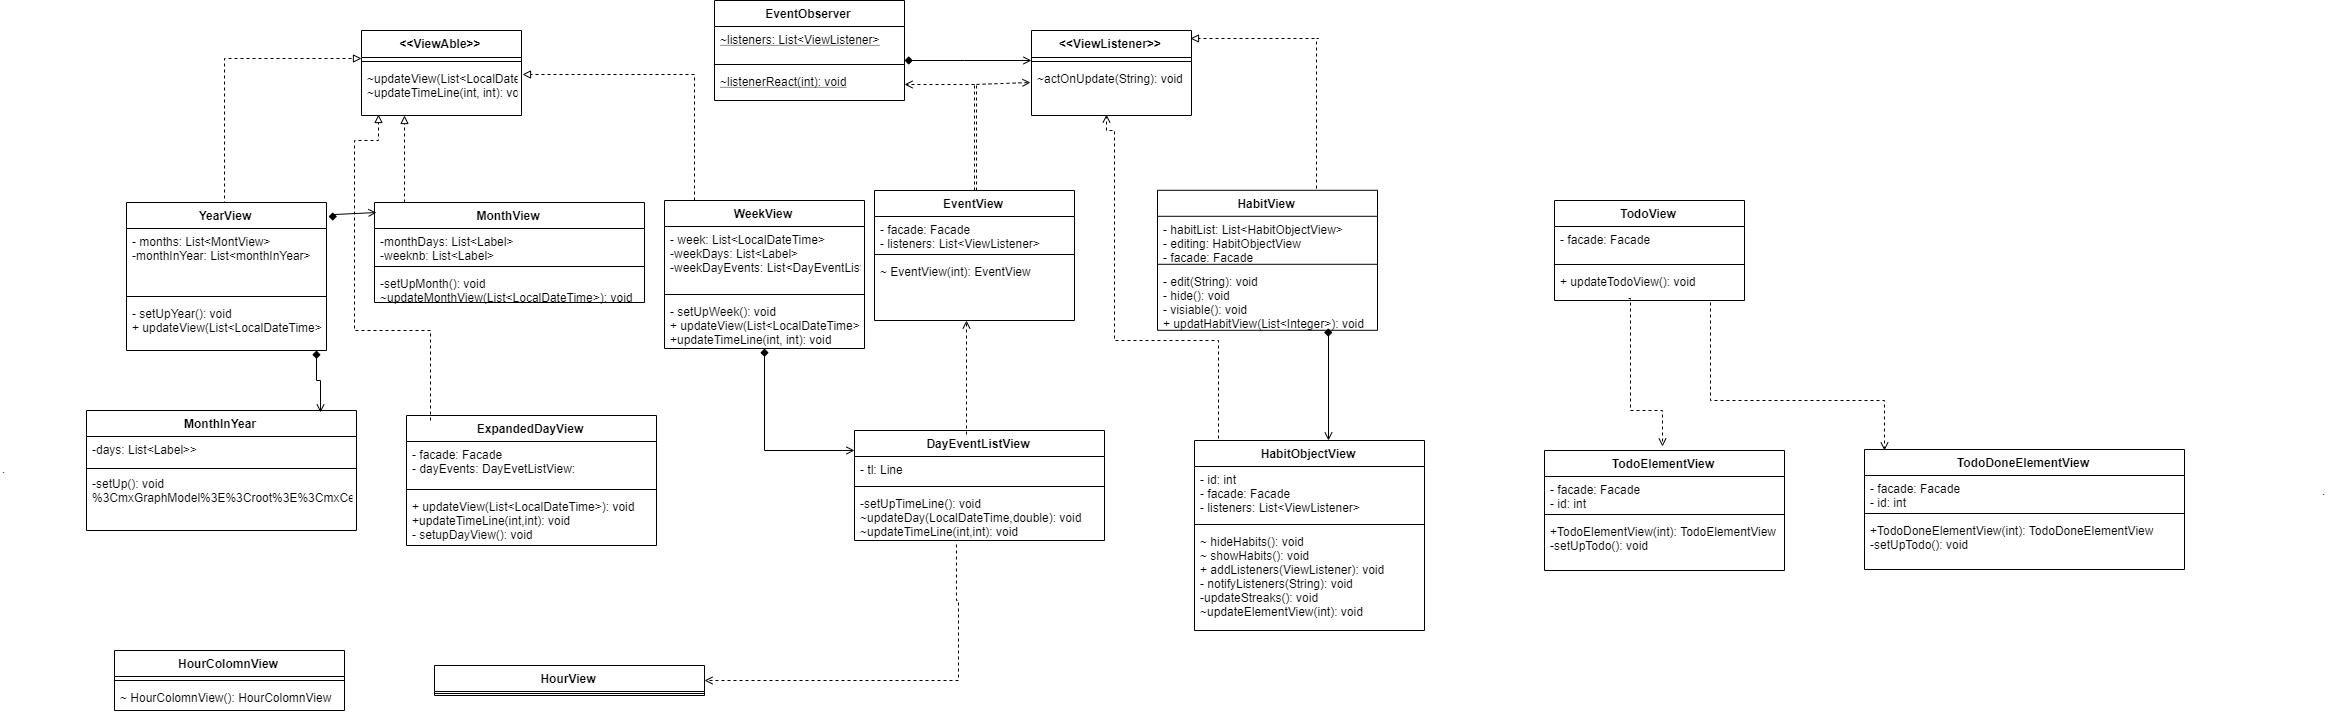 EventObserver
~listeners: List<ViewListener>
~listenerReact(int): void
<<ViewAble>>
~updateView(List<LocalDate
~updateTimeLine(int, int): vo
<<ViewListener>>
~actOnUpdate(String): void
YearView
- months: List<MontView>
-monthInYear: List<monthInYear>
- setUpYear(): void
+ updateView(List<LocalDateTime>
MonthView
-monthDays: List<Label>
-weeknb: List<Label>
-setUpMonth(): void
~updateMonthView(List<LocalDateTime>): void
WeekView
- week: List<LocalDateTime>
-weekDays: List<Label>
-weekDayEvents: List<DayEventLis
- setUpWeek(): void
+ updateView(List<LocalDateTime>
+updateTimeLine(int, int): void
EventView
- facade: Facade
- listeners: List<ViewListener>
~ EventView(int): EventView
HabitView
- habitList: List<HabitObjectView>
- editing: HabitObjectView
- facade: Facade
- edit(String): void
- hide(): void
- visiable(): void
+ updatHabitView(List<Integer>): void
TodoView
- facade: Facade
+ updateTodoView(): void
MonthInYear
-days: List<Label>>
-setUp(): void
%3CmxGraphModel%3E%3Croot%3E%3CmxCe
ExpandedDayView
- facade: Facade
- dayEvents: DayEvetListView:
+ updateView(List<LocalDateTime>): void
+updateTimeLine(int,int): void
- setupDayView(): void
DayEventListView
- tl: Line
-setUpTimeLine(): void
~updateDay(LocalDateTime,double): void
~updateTimeLine(int,int): void
HabitObjectView
- id: int
- facade: Facade
- listeners: List<ViewListener>
~ hideHabits(): void
~ showHabits(): void
+ addListeners(ViewListener): void
- notifyListeners(String): void
-updateStreaks(): void
~updateElementView(int): void
TodoElementView
- facade: Facade
- id: int
+TodoElementView(int): TodoElementView
-setUpTodo(): void
TodoDoneElementView
- facade: Facade
- id: int
+TodoDoneElementView(int): TodoDoneElementView
-setUpTodo(): void
HourColomnView
~ HourColomnView(): HourColomnView
HourView